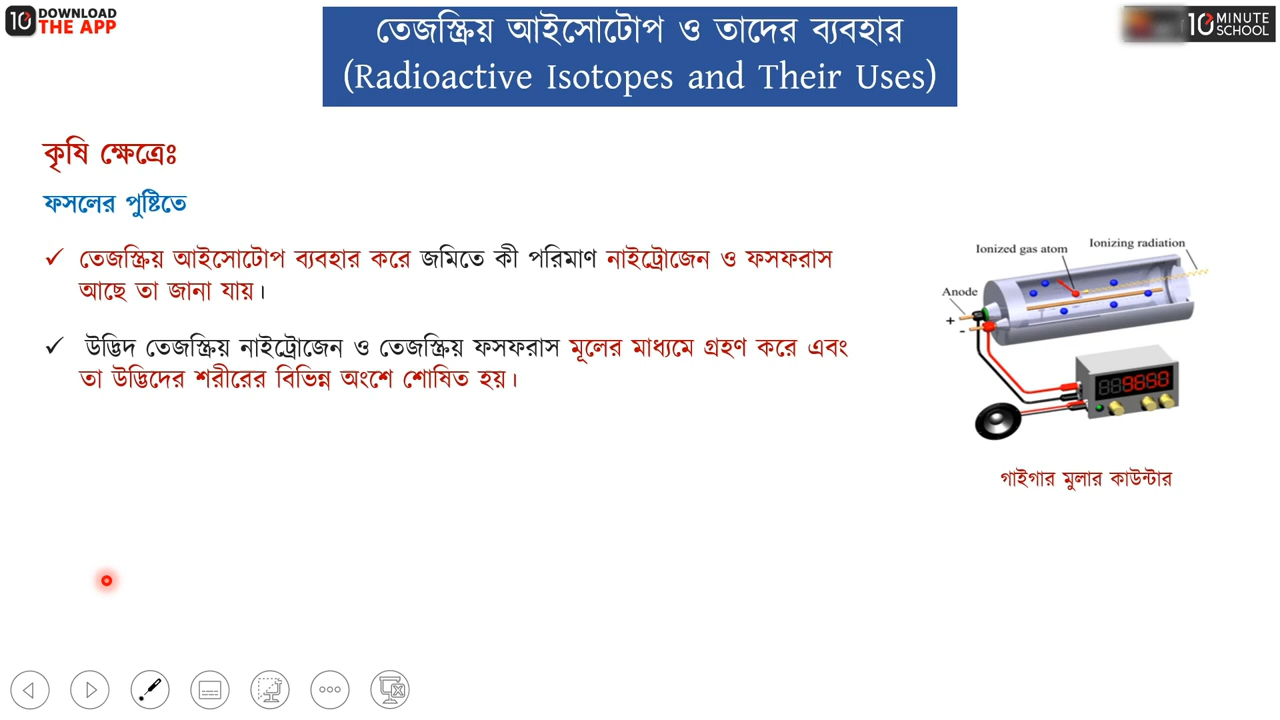 10 DOWNLOAD
THE APP
তেজস্ক্রিয় আইসোটোপ ও তাদের ব্যবহার
(Radioactive Isotopes and Their Uses)
10 MINUTE
SCHOOL
কৃষি ক্ষেত্রেঃ
ফসলের পুষ্টিতে
✓ তেজস্ক্রিয় আইসোটোপ ব্যবহার করে জমিতে কী পরিমাণ নাইট্রোজেন ও ফসফরাস
আছে তা জানা যায়।
✓ উদ্ভিদ তেজস্ক্রিয় নাইট্রোজেন ও তেজস্ক্রিয় ফসফরাস মূলের মাধ্যমে গ্রহণ করে এবং
তা উদ্ভিদের শরীরের বিভিন্ন অংশে শোষিত হয়।
Ionized gas atom
Ionizing radiation
Anode
+
-
9690
গাইগার মুলার কাউন্টার